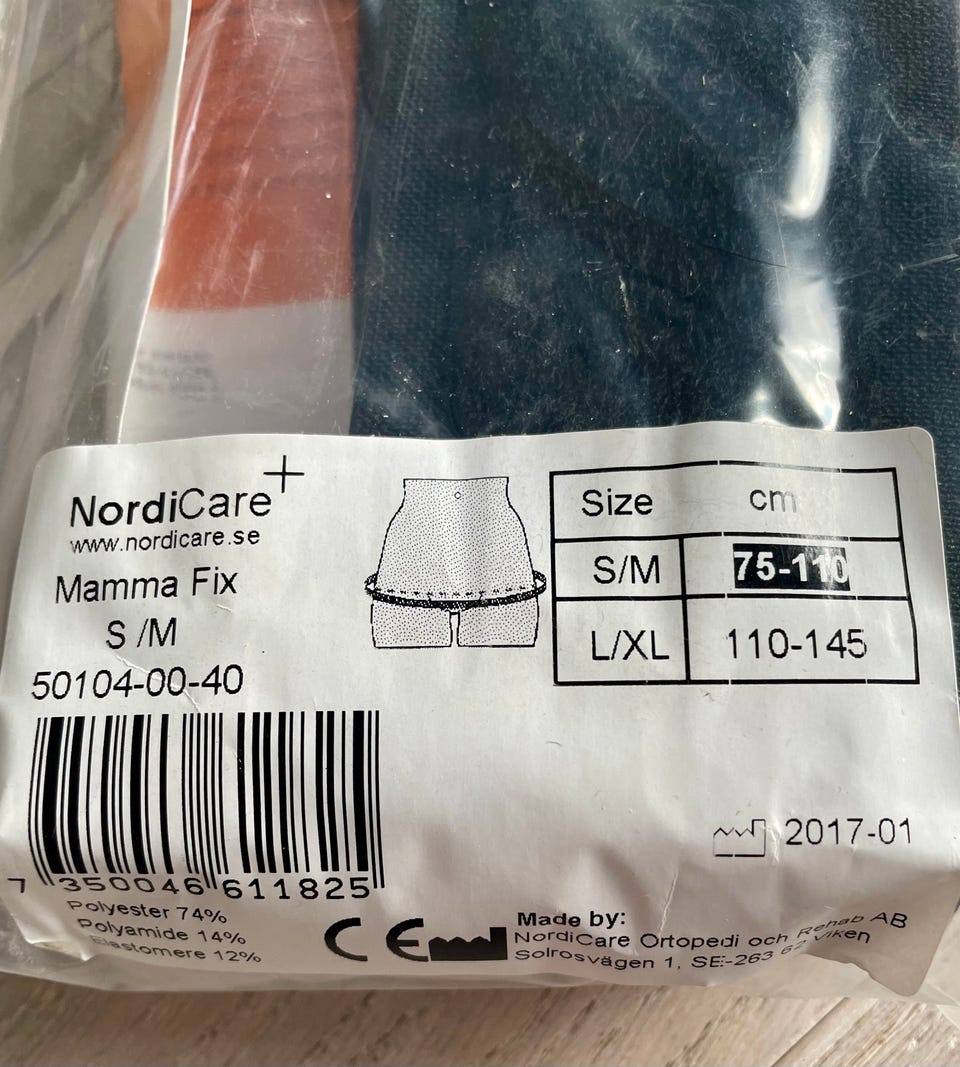 NordiCare+
www.nordicare.se
Mamma Fix
S /M
50104-00-40
Size cm
S/M 75-110
L/XL 110-145
2017-01
7 350046 611825
Polyester 74%
Polyamide 14%
Elastomere 12%
CE
Made by:
NordiCare Ortopedi och Rehab AB
Solrosvägen 1, SE-263 62 Viken